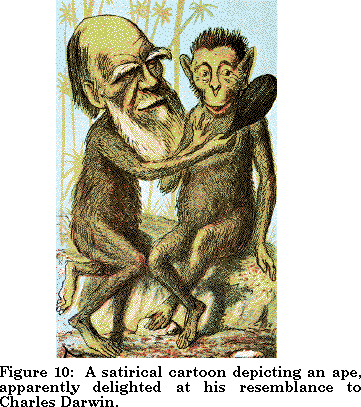 Figure 10: A satirical cartoon depicting an ape,
apparently delighted at his resemblance to
Charles Darwin.